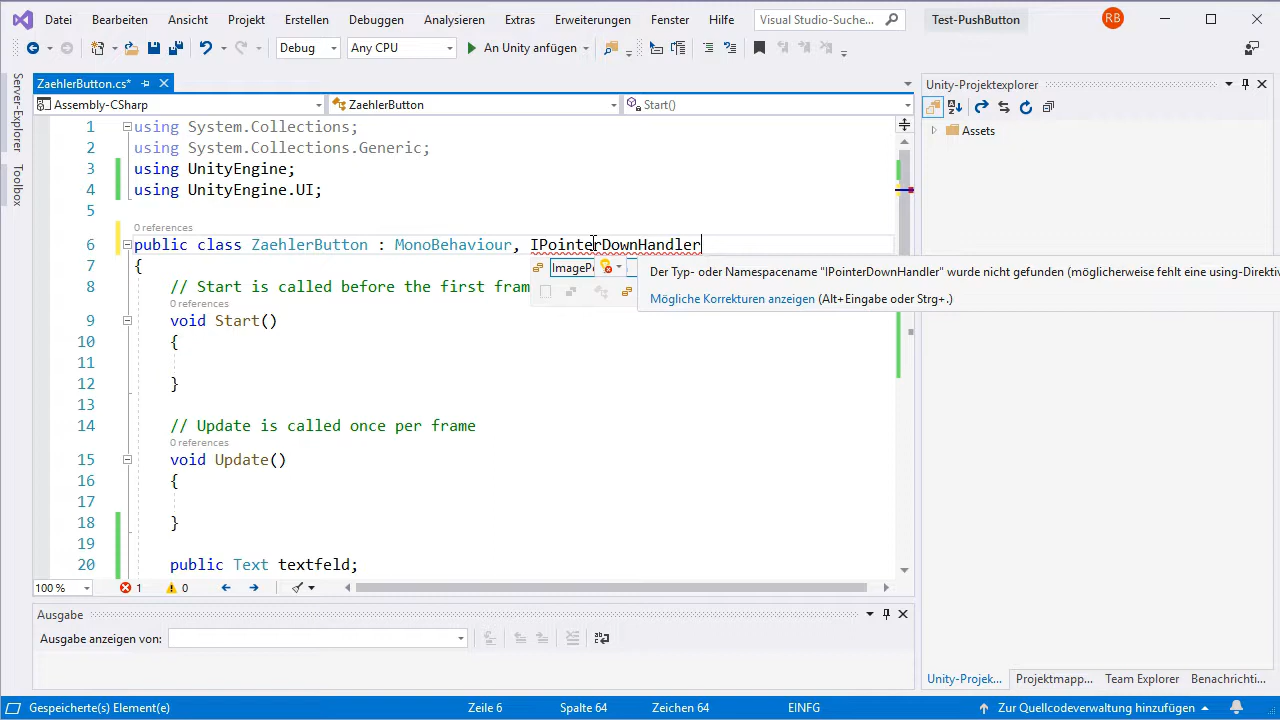 Datei Bearbeiten Ansicht Projekt Erstellen Debuggen Analysieren Extras Erweiterungen Fenster Hilfe Visual Studio-Suche... Test-PushButton RB
Debug Any CPU An Unity anfügen
Server-Explorer
Toolbox
ZaehlerButton.cs*
Assembly-CSharp ZaehlerButton Start()
1 using System.Collections;
2 using System.Collections.Generic;
3 using UnityEngine;
4 using UnityEngine.UI;
5
0 references
6 public class ZaehlerButton : MonoBehaviour, IPointerDownHandler
7 {
8 // Start is called before the first fram
0 references
9 void Start()
10 {
11
12 }
13
14 // Update is called once per frame
0 references
15 void Update()
16 {
17
18 }
19
20 public Text textfeld;
ImageP
Der Typ- oder Namespacename "IPointerDownHandler" wurde nicht gefunden (möglicherweise fehlt eine using-Direktiv
Mögliche Korrekturen anzeigen (Alt+Eingabe oder Strg+.)
100 % 1 0
Ausgabe
Ausgabe anzeigen von:
Unity-Projektexplorer
Assets
Unity-Projek... Projektmapp... Team Explorer Benachrichti...
Gespeicherte(s) Element(e) Zeile 6 Spalte 64 Zeichen 64 EINFG Zur Quellcodeverwaltung hinzufügen